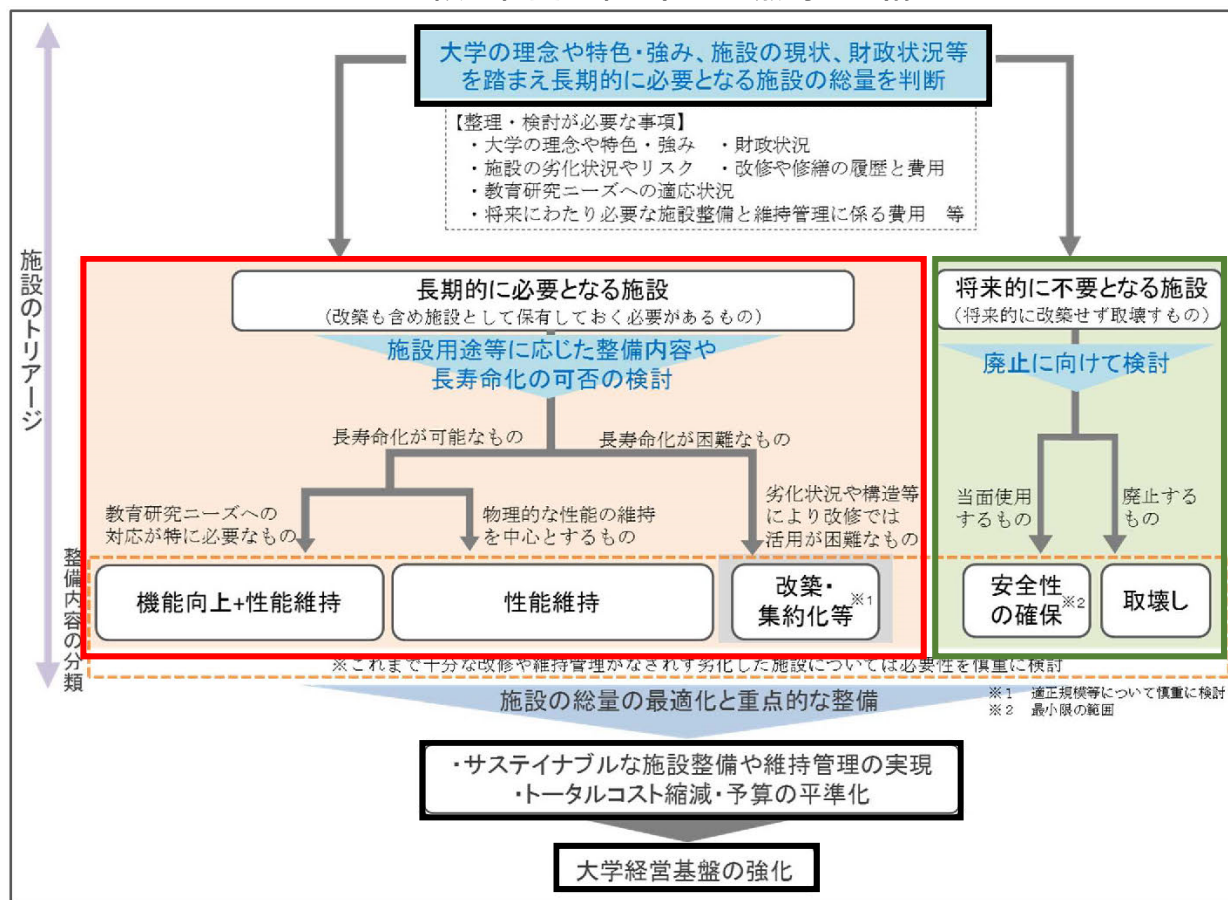 大学の理念や特色・強み、施設の現状、財政状況等
を踏まえ長期的に必要となる施設の総量を判断
【整理・検討が必要な事項】
・大学の理念や特色・強み ・財政状況
・施設の劣化状況やリスク ・改修や修繕の履歴と費用
・教育研究ニーズへの適応状況
・将来にわたり必要な施設整備と維持管理に係る費用 等
施設のトリアージ
長期的に必要となる施設
(改築も含め施設として保有しておく必要があるもの)
施設用途等に応じた整備内容や
長寿命化の可否の検討
長寿命化が可能なもの
長寿命化が困難なもの
教育研究ニーズへの
対応が特に必要なもの
物理的な性能の維持
を中心とするもの
劣化状況や構造等
により改修では
活用が困難なもの
将来的に不要となる施設
(将来的に改築せず取壊すもの)
廃止に向けて検討
当面使用
するもの
廃止する
もの
整備内容の分類
機能向上+性能維持
性能維持
改築・
集約化等※1
安全性
の確保※2
取壊し
※これまで十分な改修や維持管理がなされず劣化した施設については必要性を慎重に検討
施設の総量の最適化と重点的な整備
※1 適正規模等について慎重に検討
※2 最小限の範囲
・サステイナブルな施設整備や維持管理の実現
・トータルコスト縮減・予算の平準化
大学経営基盤の強化